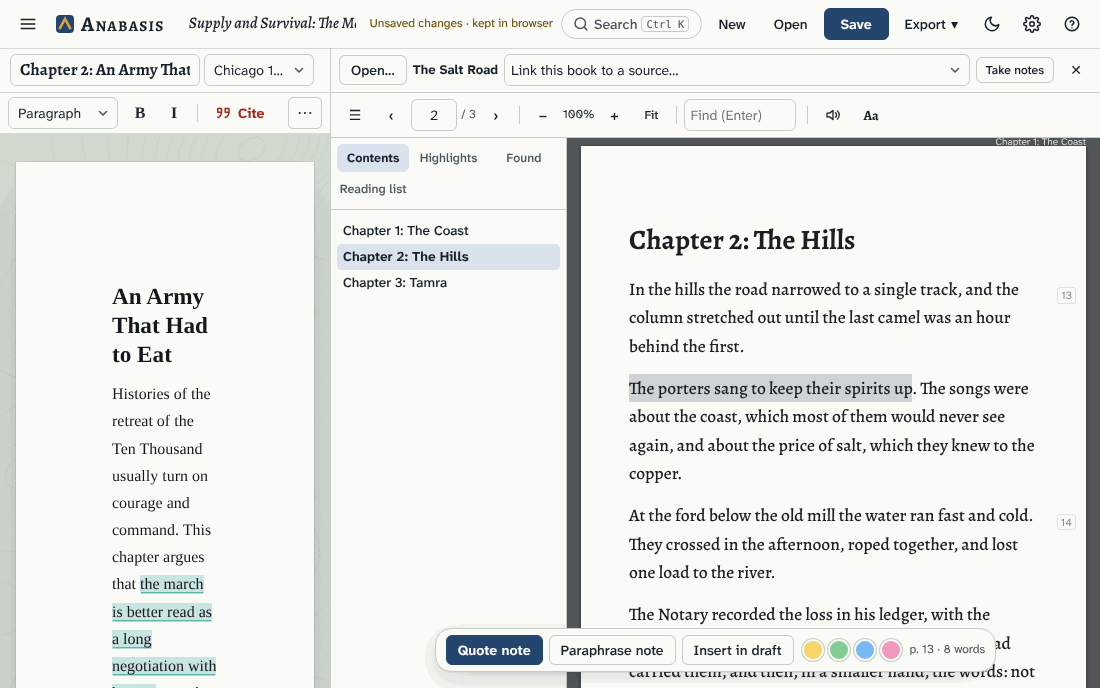 Anabasis
Supply and Survival: The M
Unsaved changes · kept in browser
Search Ctrl K
New
Open
Save
Export ▾
Chapter 2: An Army That
Chicago 1...
Open...
The Salt Road
Link this book to a source...
Take notes
✕
Paragraph
B
I
Cite
...
☰
‹
2 / 3
›
–
100%
+
Fit
Find (Enter)
Aa
An Army
That Had
to Eat
Histories of the
retreat of the
Ten Thousand
usually turn on
courage and
command. This
chapter argues
that the march
is better read as
a long
negotiation with
Contents
Highlights
Found
Reading list
Chapter 1: The Coast
Chapter 2: The Hills
Chapter 3: Tamra
Chapter 1: The Coast
Chapter 2: The Hills
In the hills the road narrowed to a single track, and the
13
column stretched out until the last camel was an hour
behind the first.
The porters sang to keep their spirits up. The songs were
about the coast, which most of them would never see
again, and about the price of salt, which they knew to the
copper.
At the ford below the old mill the water ran fast and cold.
14
They crossed in the afternoon, roped together, and lost
one load to the river.
The Notary recorded the loss in his ledger, with the
carried them, and then, in a smaller hand, the words: not
Quote note
Paraphrase note
Insert in draft
p. 13 · 8 words